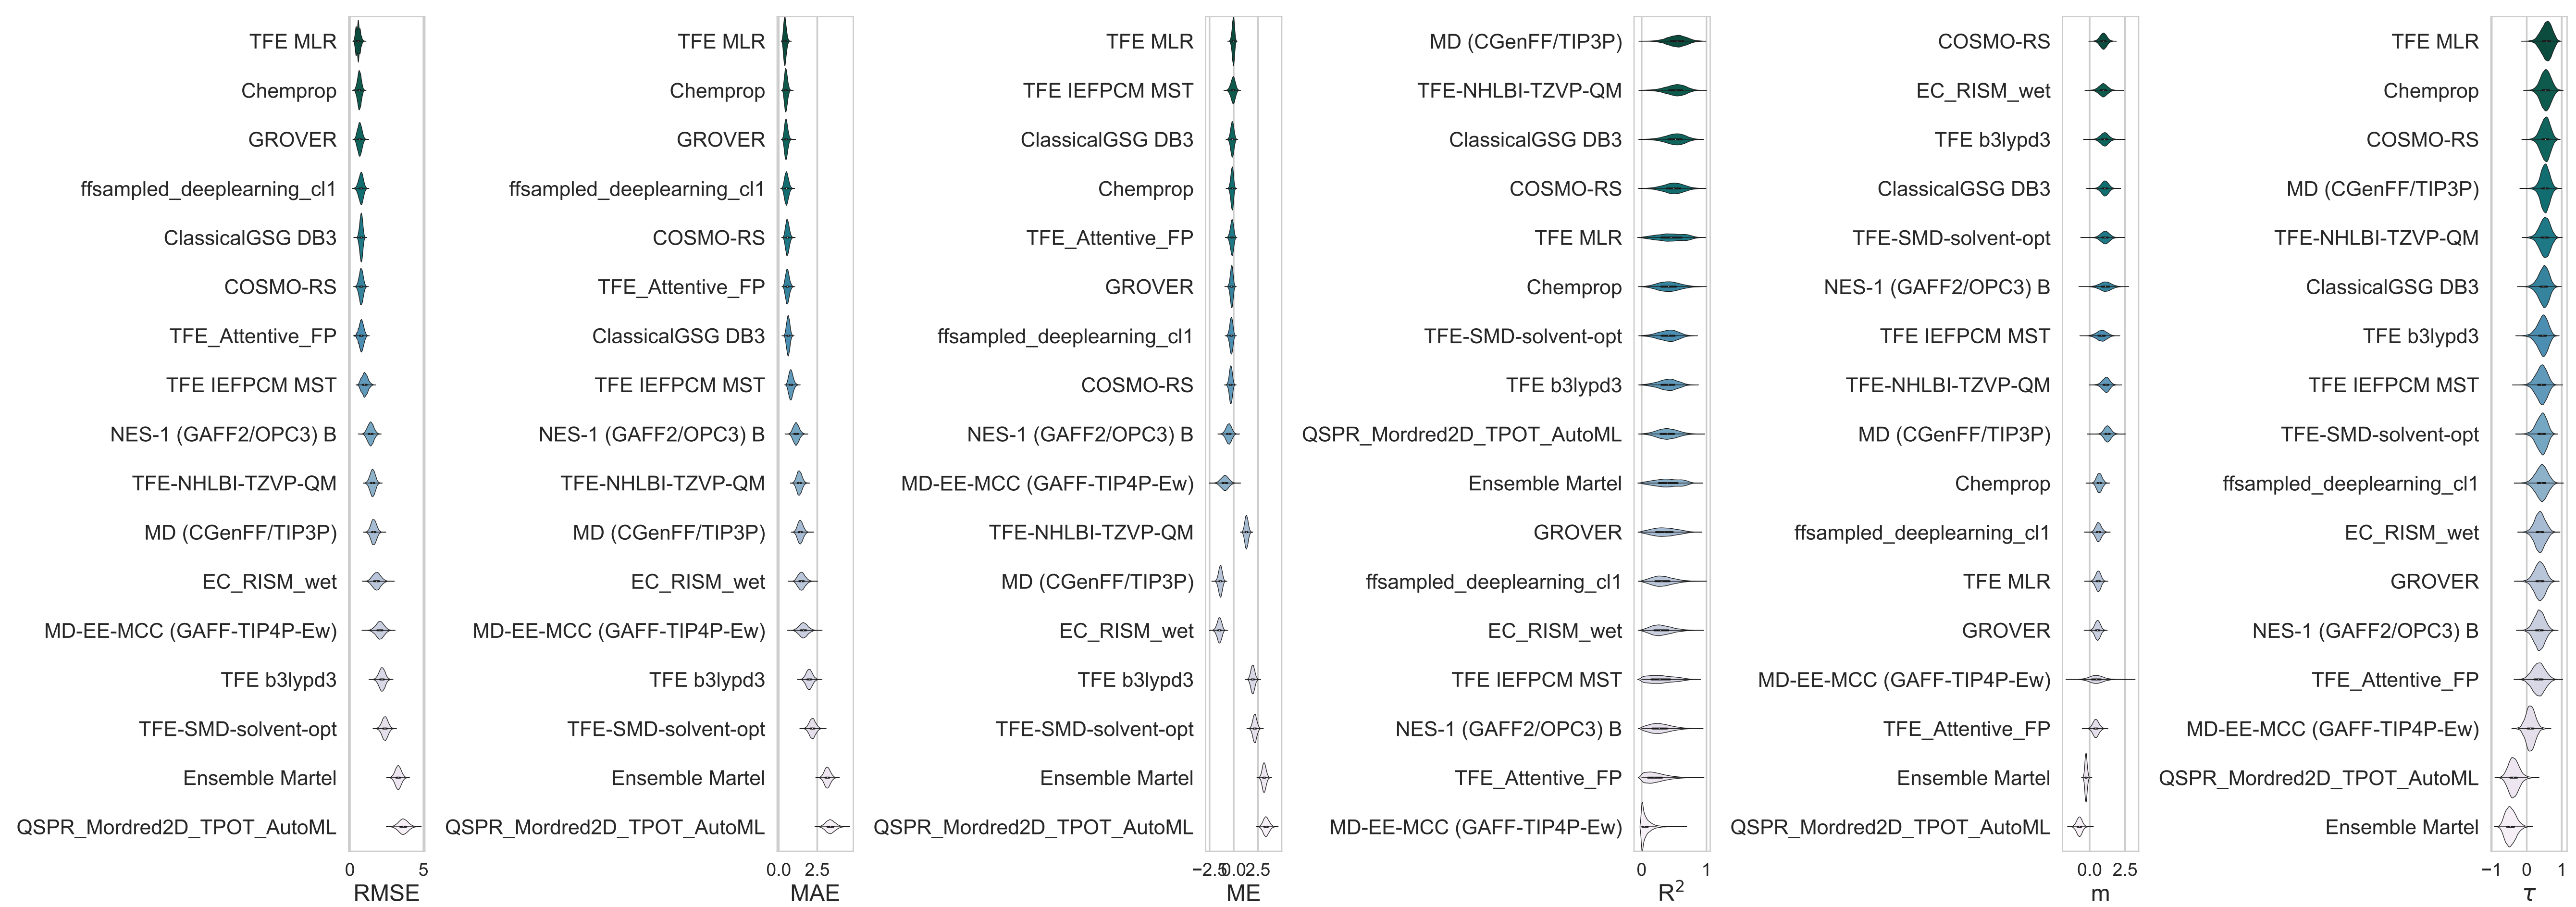 TFE MLR
Chemprop
GROVER
ffsampled_deeplearning_cl1
ClassicalGSG DB3
COSMO-RS
TFE_Attentive_FP
TFE IEFPCM MST
NES-1 (GAFF2/OPC3) B
TFE-NHLBI-TZVP-QM
MD (CGenFF/TIP3P)
EC_RISM_wet
MD-EE-MCC (GAFF-TIP4P-Ew)
TFE b3lypd3
TFE-SMD-solvent-opt
Ensemble Martel
QSPR_Mordred2D_TPOT_AutoML
0 5
RMSE
TFE MLR
Chemprop
GROVER
ffsampled_deeplearning_cl1
COSMO-RS
TFE_Attentive_FP
ClassicalGSG DB3
TFE IEFPCM MST
NES-1 (GAFF2/OPC3) B
TFE-NHLBI-TZVP-QM
MD (CGenFF/TIP3P)
EC_RISM_wet
MD-EE-MCC (GAFF-TIP4P-Ew)
TFE b3lypd3
TFE-SMD-solvent-opt
Ensemble Martel
QSPR_Mordred2D_TPOT_AutoML
0.0 2.5
MAE
TFE MLR
TFE IEFPCM MST
ClassicalGSG DB3
Chemprop
TFE_Attentive_FP
GROVER
ffsampled_deeplearning_cl1
COSMO-RS
NES-1 (GAFF2/OPC3) B
MD-EE-MCC (GAFF-TIP4P-Ew)
TFE-NHLBI-TZVP-QM
MD (CGenFF/TIP3P)
EC_RISM_wet
TFE b3lypd3
TFE-SMD-solvent-opt
Ensemble Martel
QSPR_Mordred2D_TPOT_AutoML
−2.5 0.0 2.5
ME
MD (CGenFF/TIP3P)
TFE-NHLBI-TZVP-QM
ClassicalGSG DB3
COSMO-RS
TFE MLR
Chemprop
TFE-SMD-solvent-opt
TFE b3lypd3
QSPR_Mordred2D_TPOT_AutoML
Ensemble Martel
GROVER
ffsampled_deeplearning_cl1
EC_RISM_wet
TFE IEFPCM MST
NES-1 (GAFF2/OPC3) B
TFE_Attentive_FP
MD-EE-MCC (GAFF-TIP4P-Ew)
0 1
R²
COSMO-RS
EC_RISM_wet
TFE b3lypd3
ClassicalGSG DB3
TFE-SMD-solvent-opt
NES-1 (GAFF2/OPC3) B
TFE IEFPCM MST
TFE-NHLBI-TZVP-QM
MD (CGenFF/TIP3P)
Chemprop
ffsampled_deeplearning_cl1
TFE MLR
GROVER
MD-EE-MCC (GAFF-TIP4P-Ew)
TFE_Attentive_FP
Ensemble Martel
QSPR_Mordred2D_TPOT_AutoML
0.0 2.5
m
TFE MLR
Chemprop
COSMO-RS
MD (CGenFF/TIP3P)
TFE-NHLBI-TZVP-QM
ClassicalGSG DB3
TFE b3lypd3
TFE IEFPCM MST
TFE-SMD-solvent-opt
ffsampled_deeplearning_cl1
EC_RISM_wet
GROVER
NES-1 (GAFF2/OPC3) B
TFE_Attentive_FP
MD-EE-MCC (GAFF-TIP4P-Ew)
QSPR_Mordred2D_TPOT_AutoML
Ensemble Martel
−1 0 1
τ